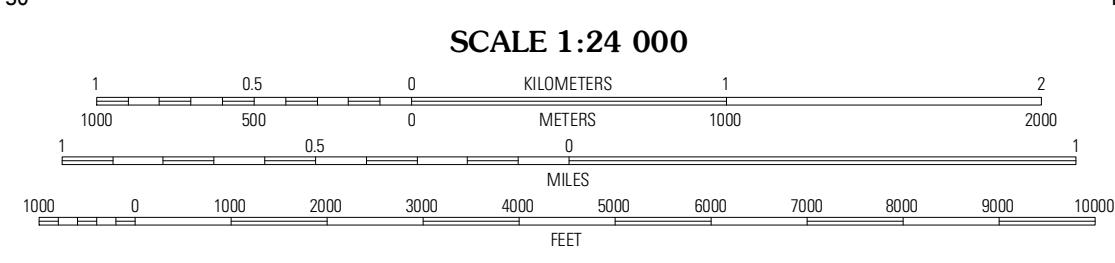 SCALE 1:24 000
1 0.5 0 KILOMETERS 1 2
1000 500 0 METERS 1000 2000
1 0.5 0 1
MILES
1000 0 1000 2000 3000 4000 5000 6000 7000 8000 9000 10000
FEET